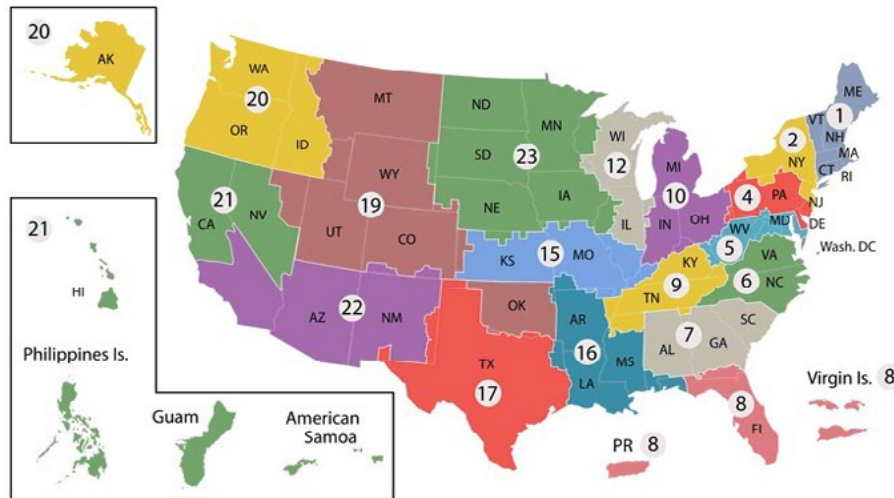 20
AK
WA
20
OR
ID
MT
WY
19
UT
CO
ND
MN
SD
23
NE
IA
WI
12
IL
MI
10
IN
OH
ME
VT
1
NH
MA
CT
RI
2
NY
4
PA
NJ
DE
MD
WV
5
Wash. DC
VA
6
NC
21
CA
NV
KS
15
MO
KY
9
TN
AZ
22
NM
OK
TX
17
AR
16
MS
LA
AL
7
GA
SC
8
FL
PR 8
Virgin Is. 8
21
HI
Philippines Is.
Guam
American
Samoa